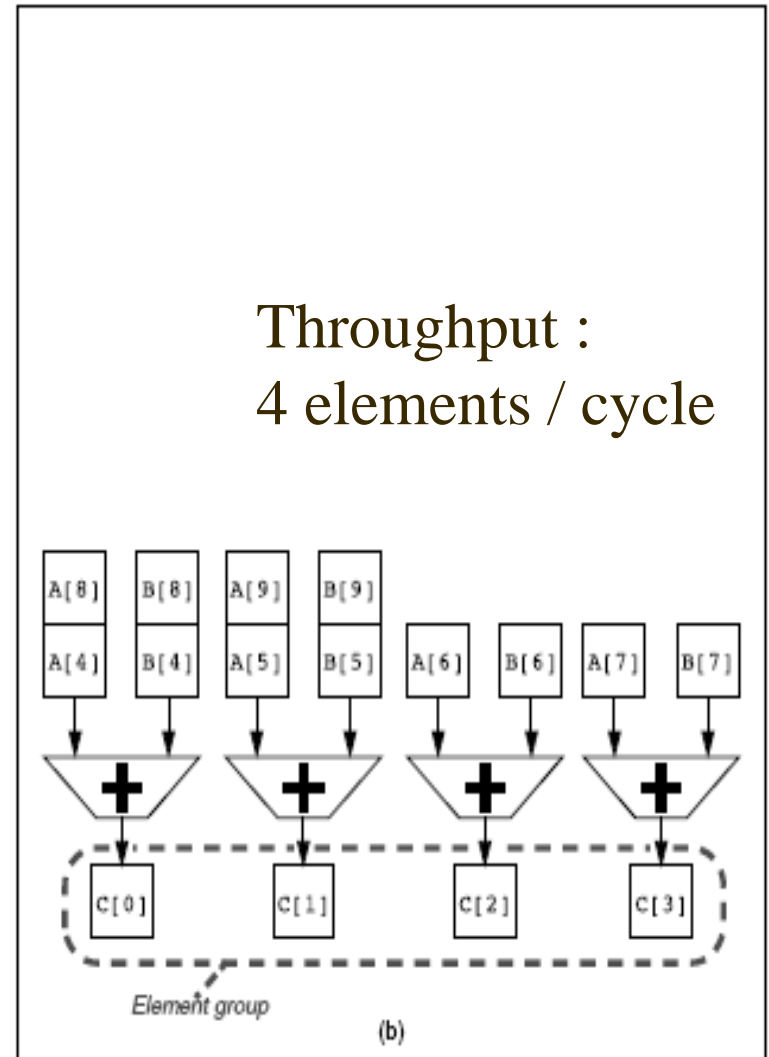 Throughput :
4 elements / cycle
A[8] B[8] A[9] B[9]
A[4] B[4] A[5] B[5] A[6] B[6] A[7] B[7]
+ + + +
C[0] C[1] C[2] C[3]
Element group
(b)